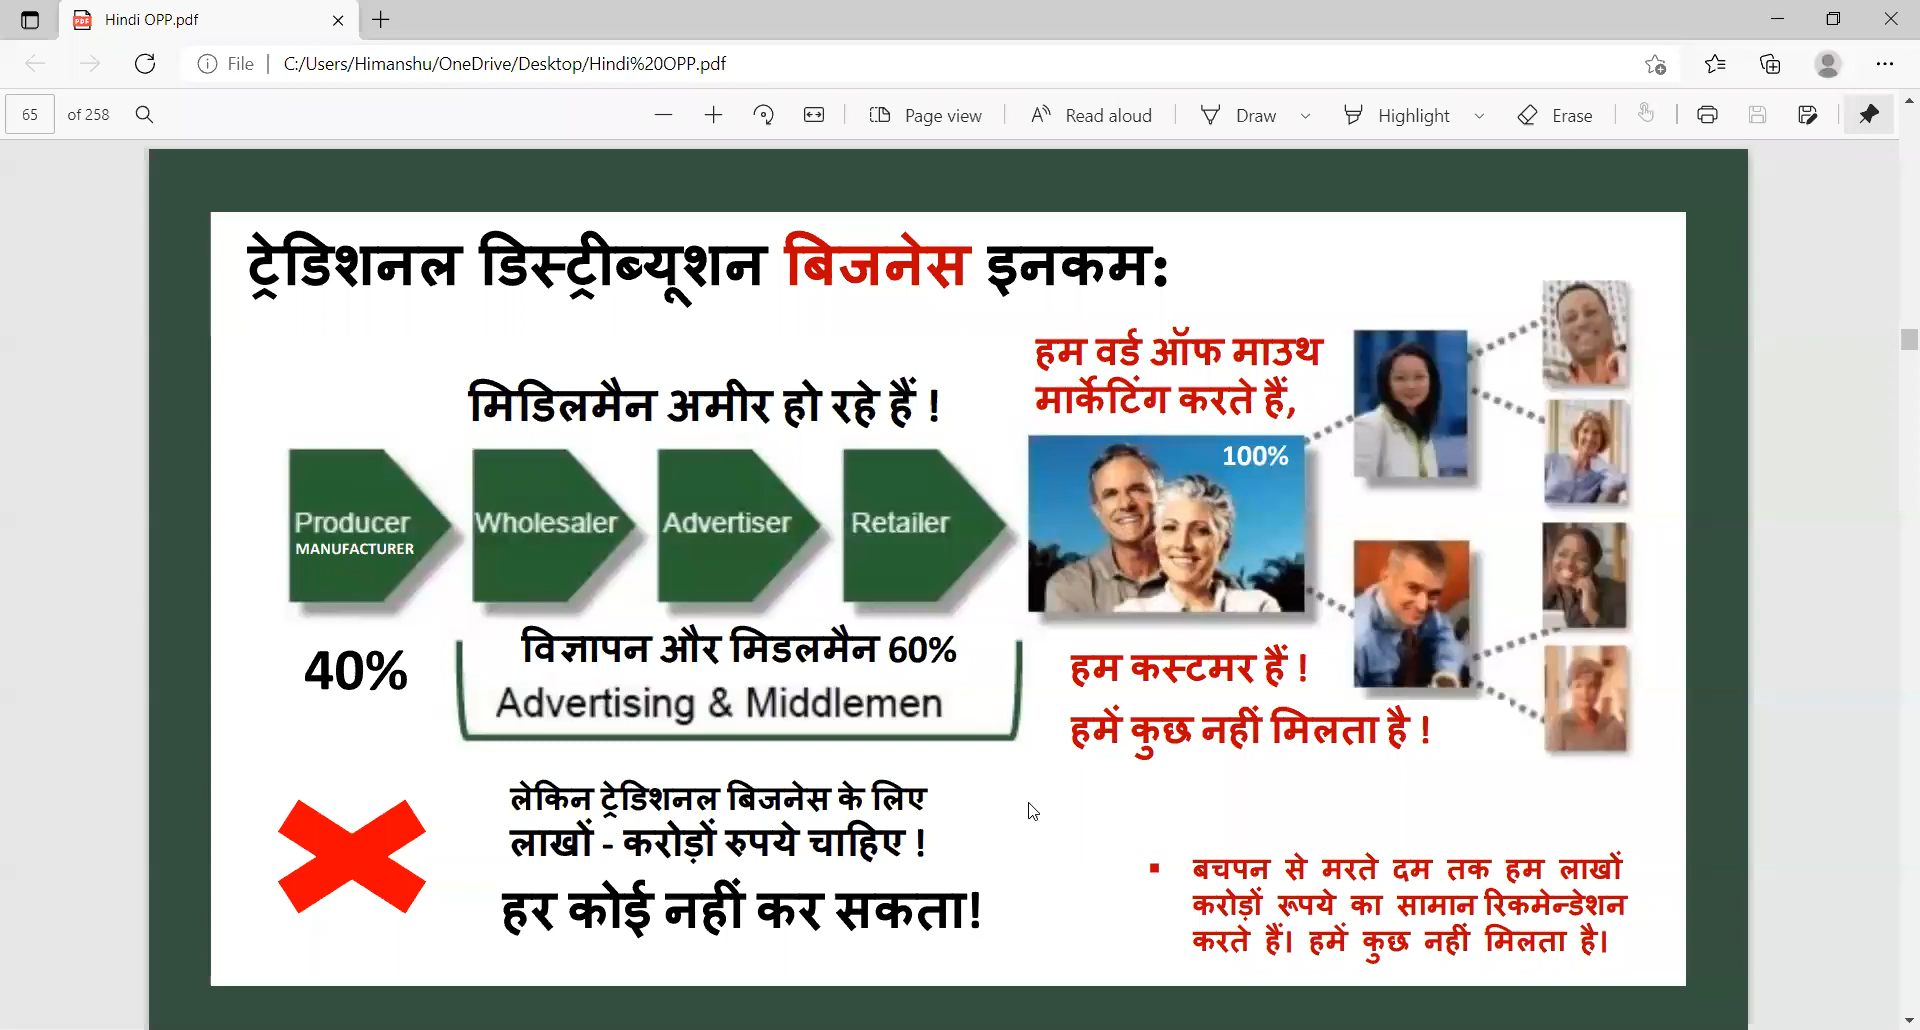 Hindi OPP.pdf
File
C:/Users/Himanshu/OneDrive/Desktop/Hindi%20OPP.pdf
65 of 258
Page view
Read aloud
Draw
Highlight
Erase
ट्रेडिशनल डिस्ट्रीब्यूशन बिजनेस इनकम:
मिडिलमैन अमीर हो रहे हैं !
हम वर्ड ऑफ माउथ
मार्केटिंग करते हैं,
100%
Producer
MANUFACTURER
Wholesaler
Advertiser
Retailer
40%
विज्ञापन और मिडलमैन 60%
Advertising & Middlemen
हम कस्टमर हैं !
हमें कुछ नहीं मिलता है !
लेकिन ट्रेडिशनल बिजनेस के लिए
लाखों - करोड़ों रुपये चाहिए !
हर कोई नहीं कर सकता!
▪ बचपन से मरते दम तक हम लाखों
करोड़ों रूपये का सामान रिकमेन्डेशन
करते हैं। हमें कुछ नहीं मिलता है।